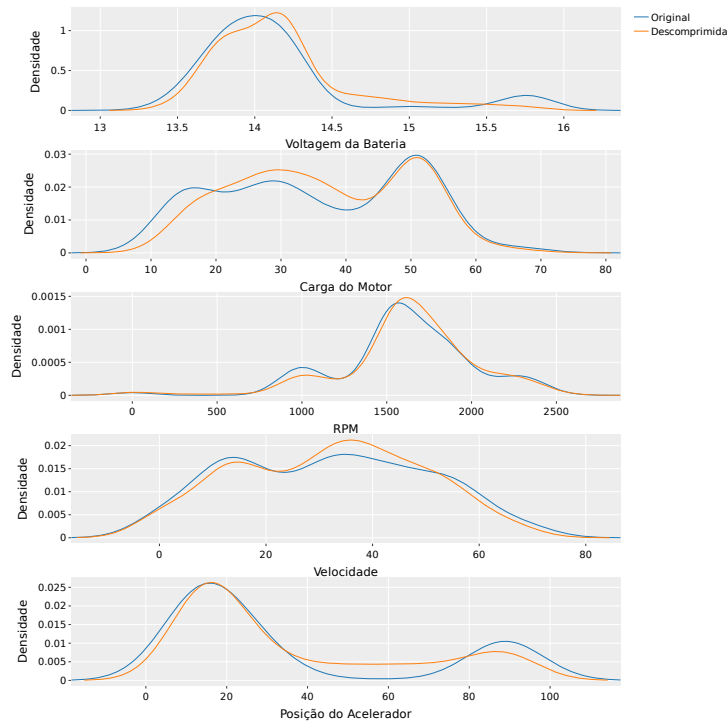 Original
Descomprimida
Densidade
1
0.5
0
13 13.5 14 14.5 15 15.5 16
Voltagem da Bateria
Densidade
0.03
0.02
0.01
0
0 10 20 30 40 50 60 70 80
Carga do Motor
Densidade
0.0015
0.001
0.0005
0
0 500 1000 1500 2000 2500
RPM
Densidade
0.02
0.015
0.01
0.005
0
0 20 40 60 80
Velocidade
Densidade
0.025
0.02
0.015
0.01
0.005
0
0 20 40 60 80 100
Posição do Acelerador